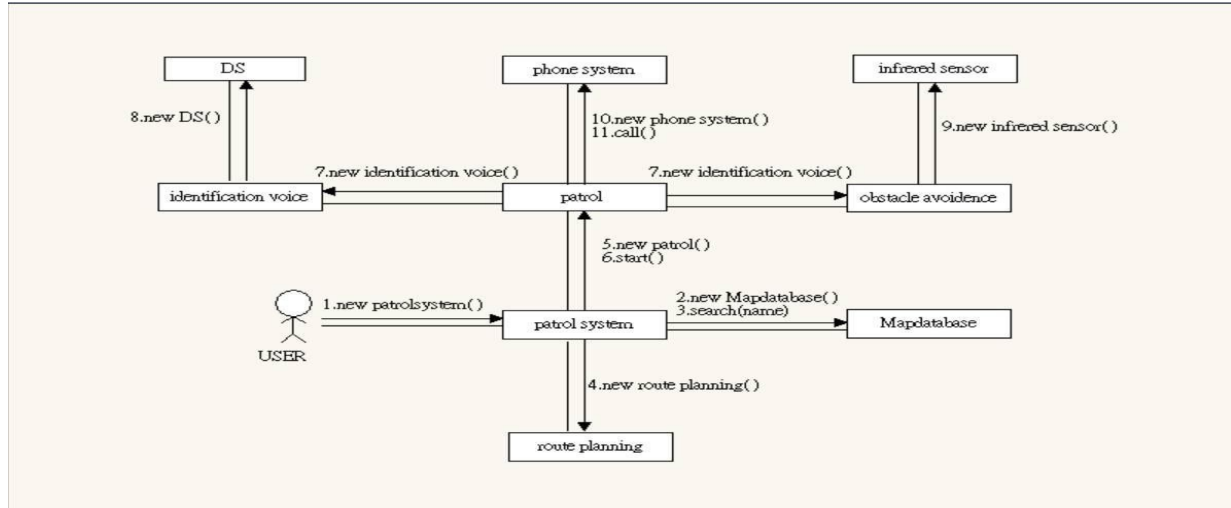 DS
phone system
infrered sensor
8.new DS( )
10.new phone system( )
11.call( )
9.new infrered sensor( )
7.new identification voice( )
7.new identification voice( )
identification voice
patrol
obstacle avoidence
5.new patrol( )
6.start( )
1.new patrolsystem( )
2.new Mapdatabase( )
3.search(name)
patrol system
Mapdatabase
USER
4.new route planning( )
route planning